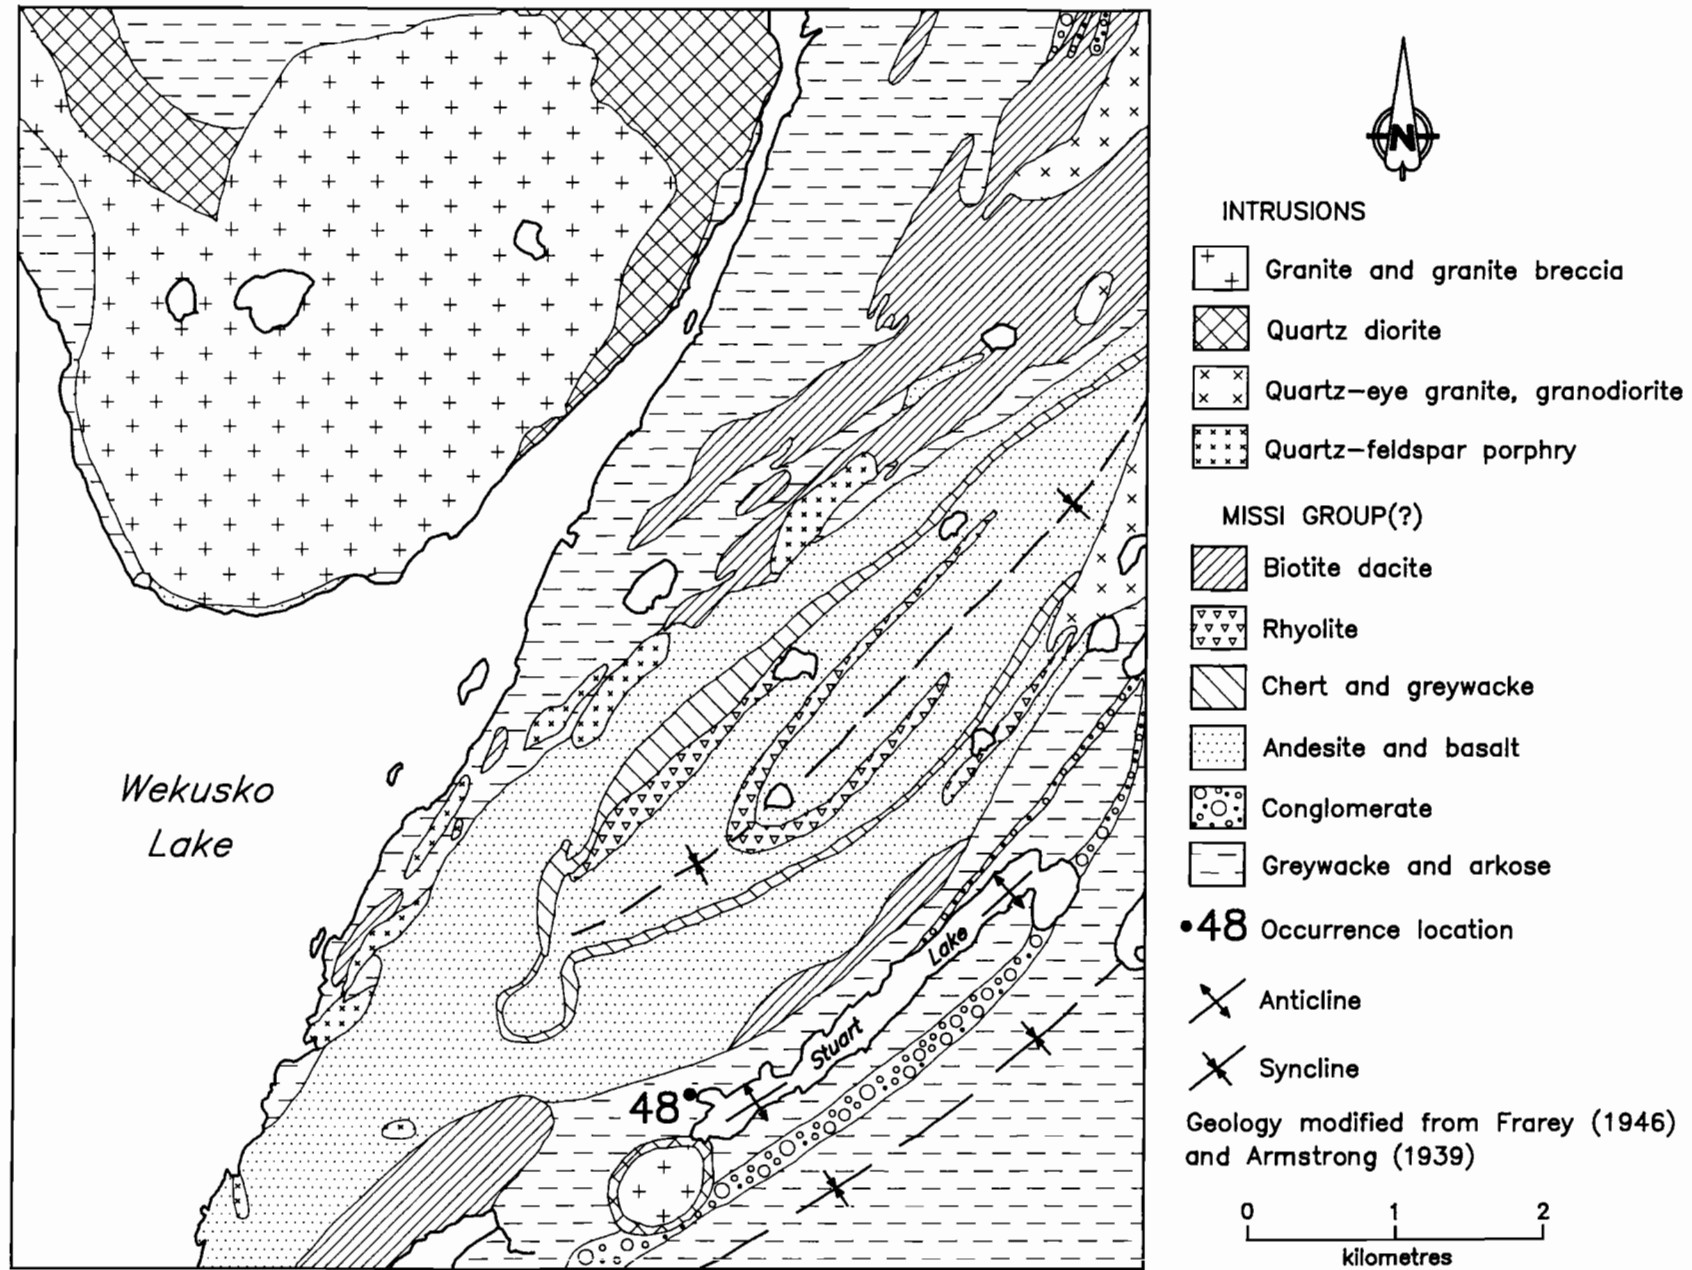 Wekusko
Lake
Stuart
Lake
48
N
INTRUSIONS
Granite and granite breccia
Quartz diorite
Quartz-eye granite, granodiorite
Quartz-feldspar porphry
MISSI GROUP(?)
Biotite dacite
Rhyolite
Chert and greywacke
Andesite and basalt
Conglomerate
Greywacke and arkose
•48 Occurrence location
Anticline
Syncline
Geology modified from Frarey (1946)
and Armstrong (1939)
0 1 2
kilometres